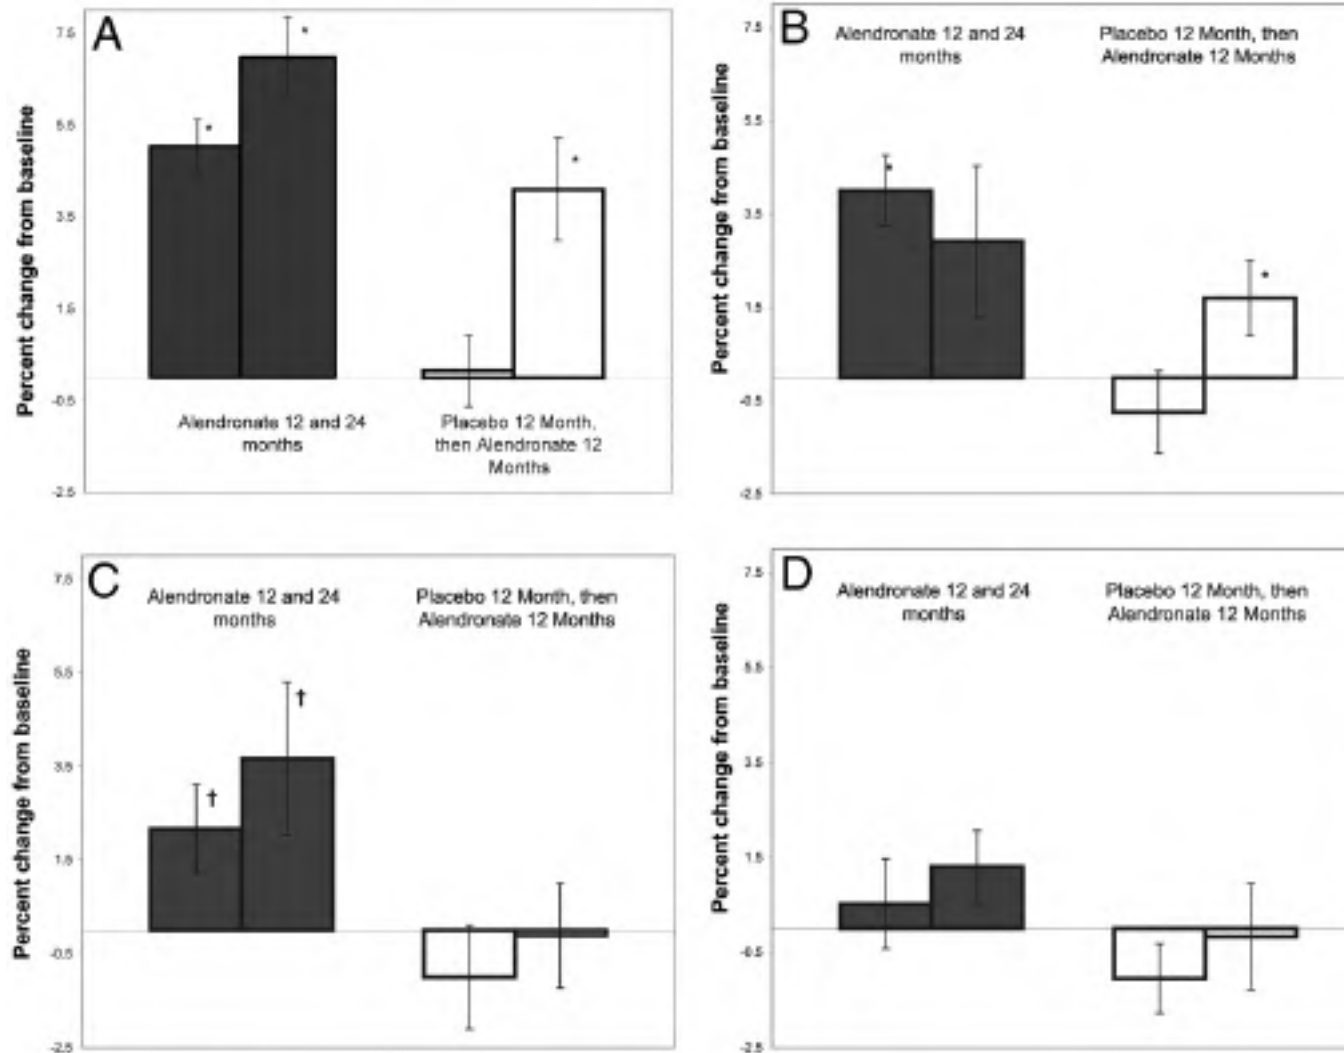 A
Percent change from baseline
7.5
5.5
3.5
1.5
-0.5
-2.5
*
*
*
Alendronate 12 and 24
months
Placebo 12 Month,
then Alendronate 12
Months
B
Percent change from baseline
7.5
5.5
3.5
1.5
-0.5
-2.5
Alendronate 12 and 24
months
Placebo 12 Month, then
Alendronate 12 Months
*
*
C
Percent change from baseline
7.5
5.5
3.5
1.5
-0.5
-2.5
Alendronate 12 and 24
months
Placebo 12 Month, then
Alendronate 12 Months
†
†
D
Percent change from baseline
7.5
5.5
3.5
1.5
-0.5
-2.5
Alendronate 12 and 24
months
Placebo 12 Month, then
Alendronate 12 Months